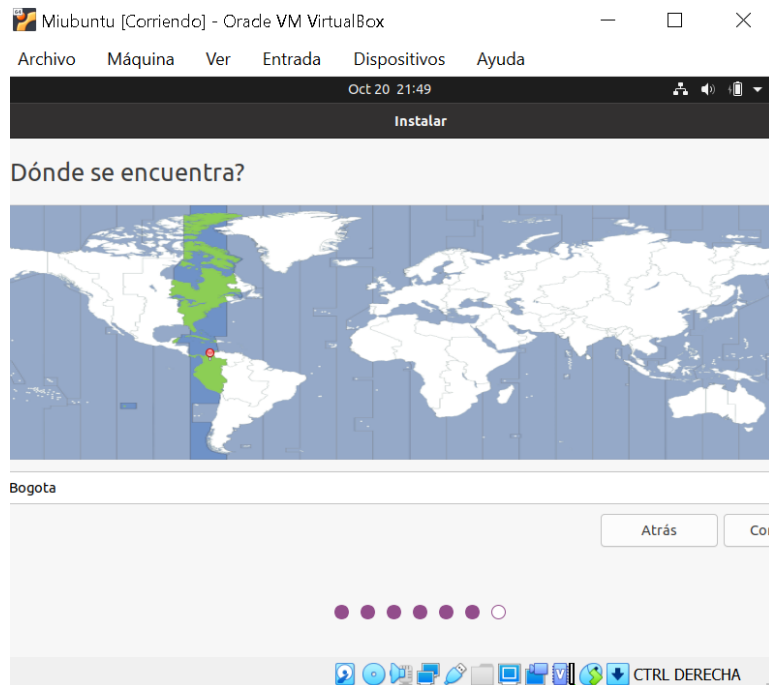 Miubuntu [Corriendo] - Oracle VM VirtualBox
Archivo Máquina Ver Entrada Dispositivos Ayuda
Oct 20 21:49
Instalar
Dónde se encuentra?
Bogota
Atrás
CTRL DERECHA